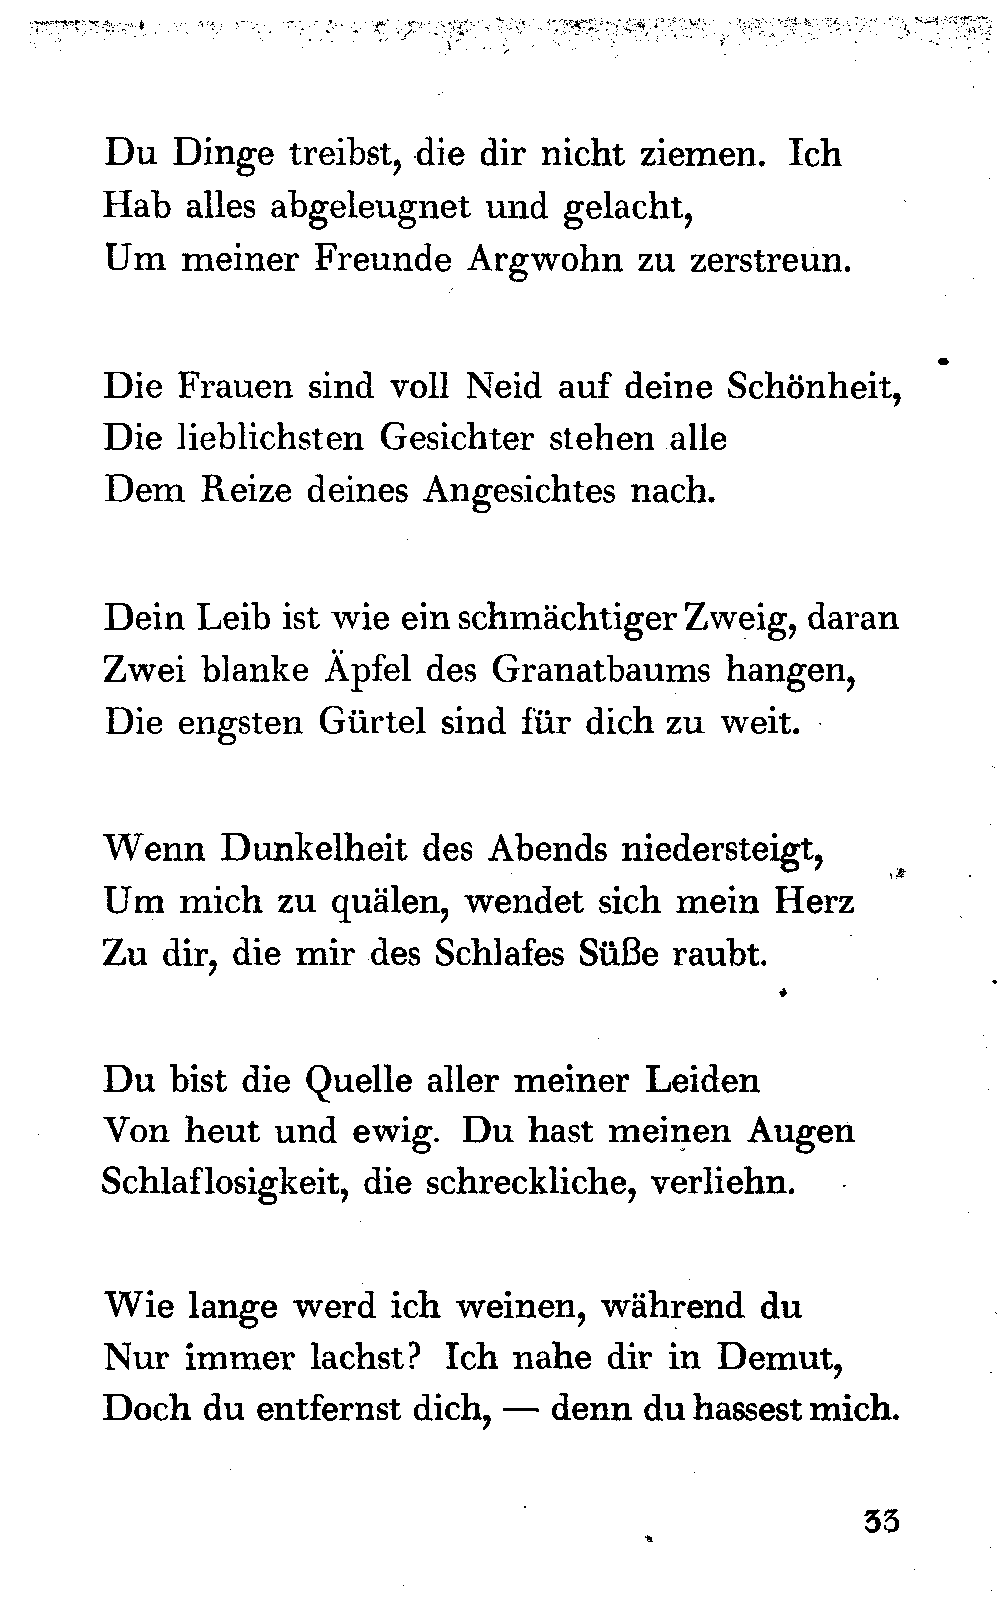 Du Dinge treibst, die dir nicht ziemen. Ich
Hab alles abgeleugnet und gelacht,
Um meiner Freunde Argwohn zu zerstreun.
Die Frauen sind voll Neid auf deine Schönheit,
Die lieblichsten Gesichter stehen alle
Dem Reize deines Angesichtes nach.
Dein Leib ist wie ein schmächtiger Zweig, daran
Zwei blanke Äpfel des Granatbaums hangen,
Die engsten Gürtel sind für dich zu weit.
Wenn Dunkelheit des Abends niedersteigt,
Um mich zu quälen, wendet sich mein Herz
Zu dir, die mir des Schlafes Süße raubt.
Du bist die Quelle aller meiner Leiden
Von heut und ewig. Du hast meinen Augen
Schlaflosigkeit, die schreckliche, verliehn.
Wie lange werd ich weinen, während du
Nur immer lachst? Ich nahe dir in Demut,
Doch du entfernst dich, — denn du hassest mich.
33